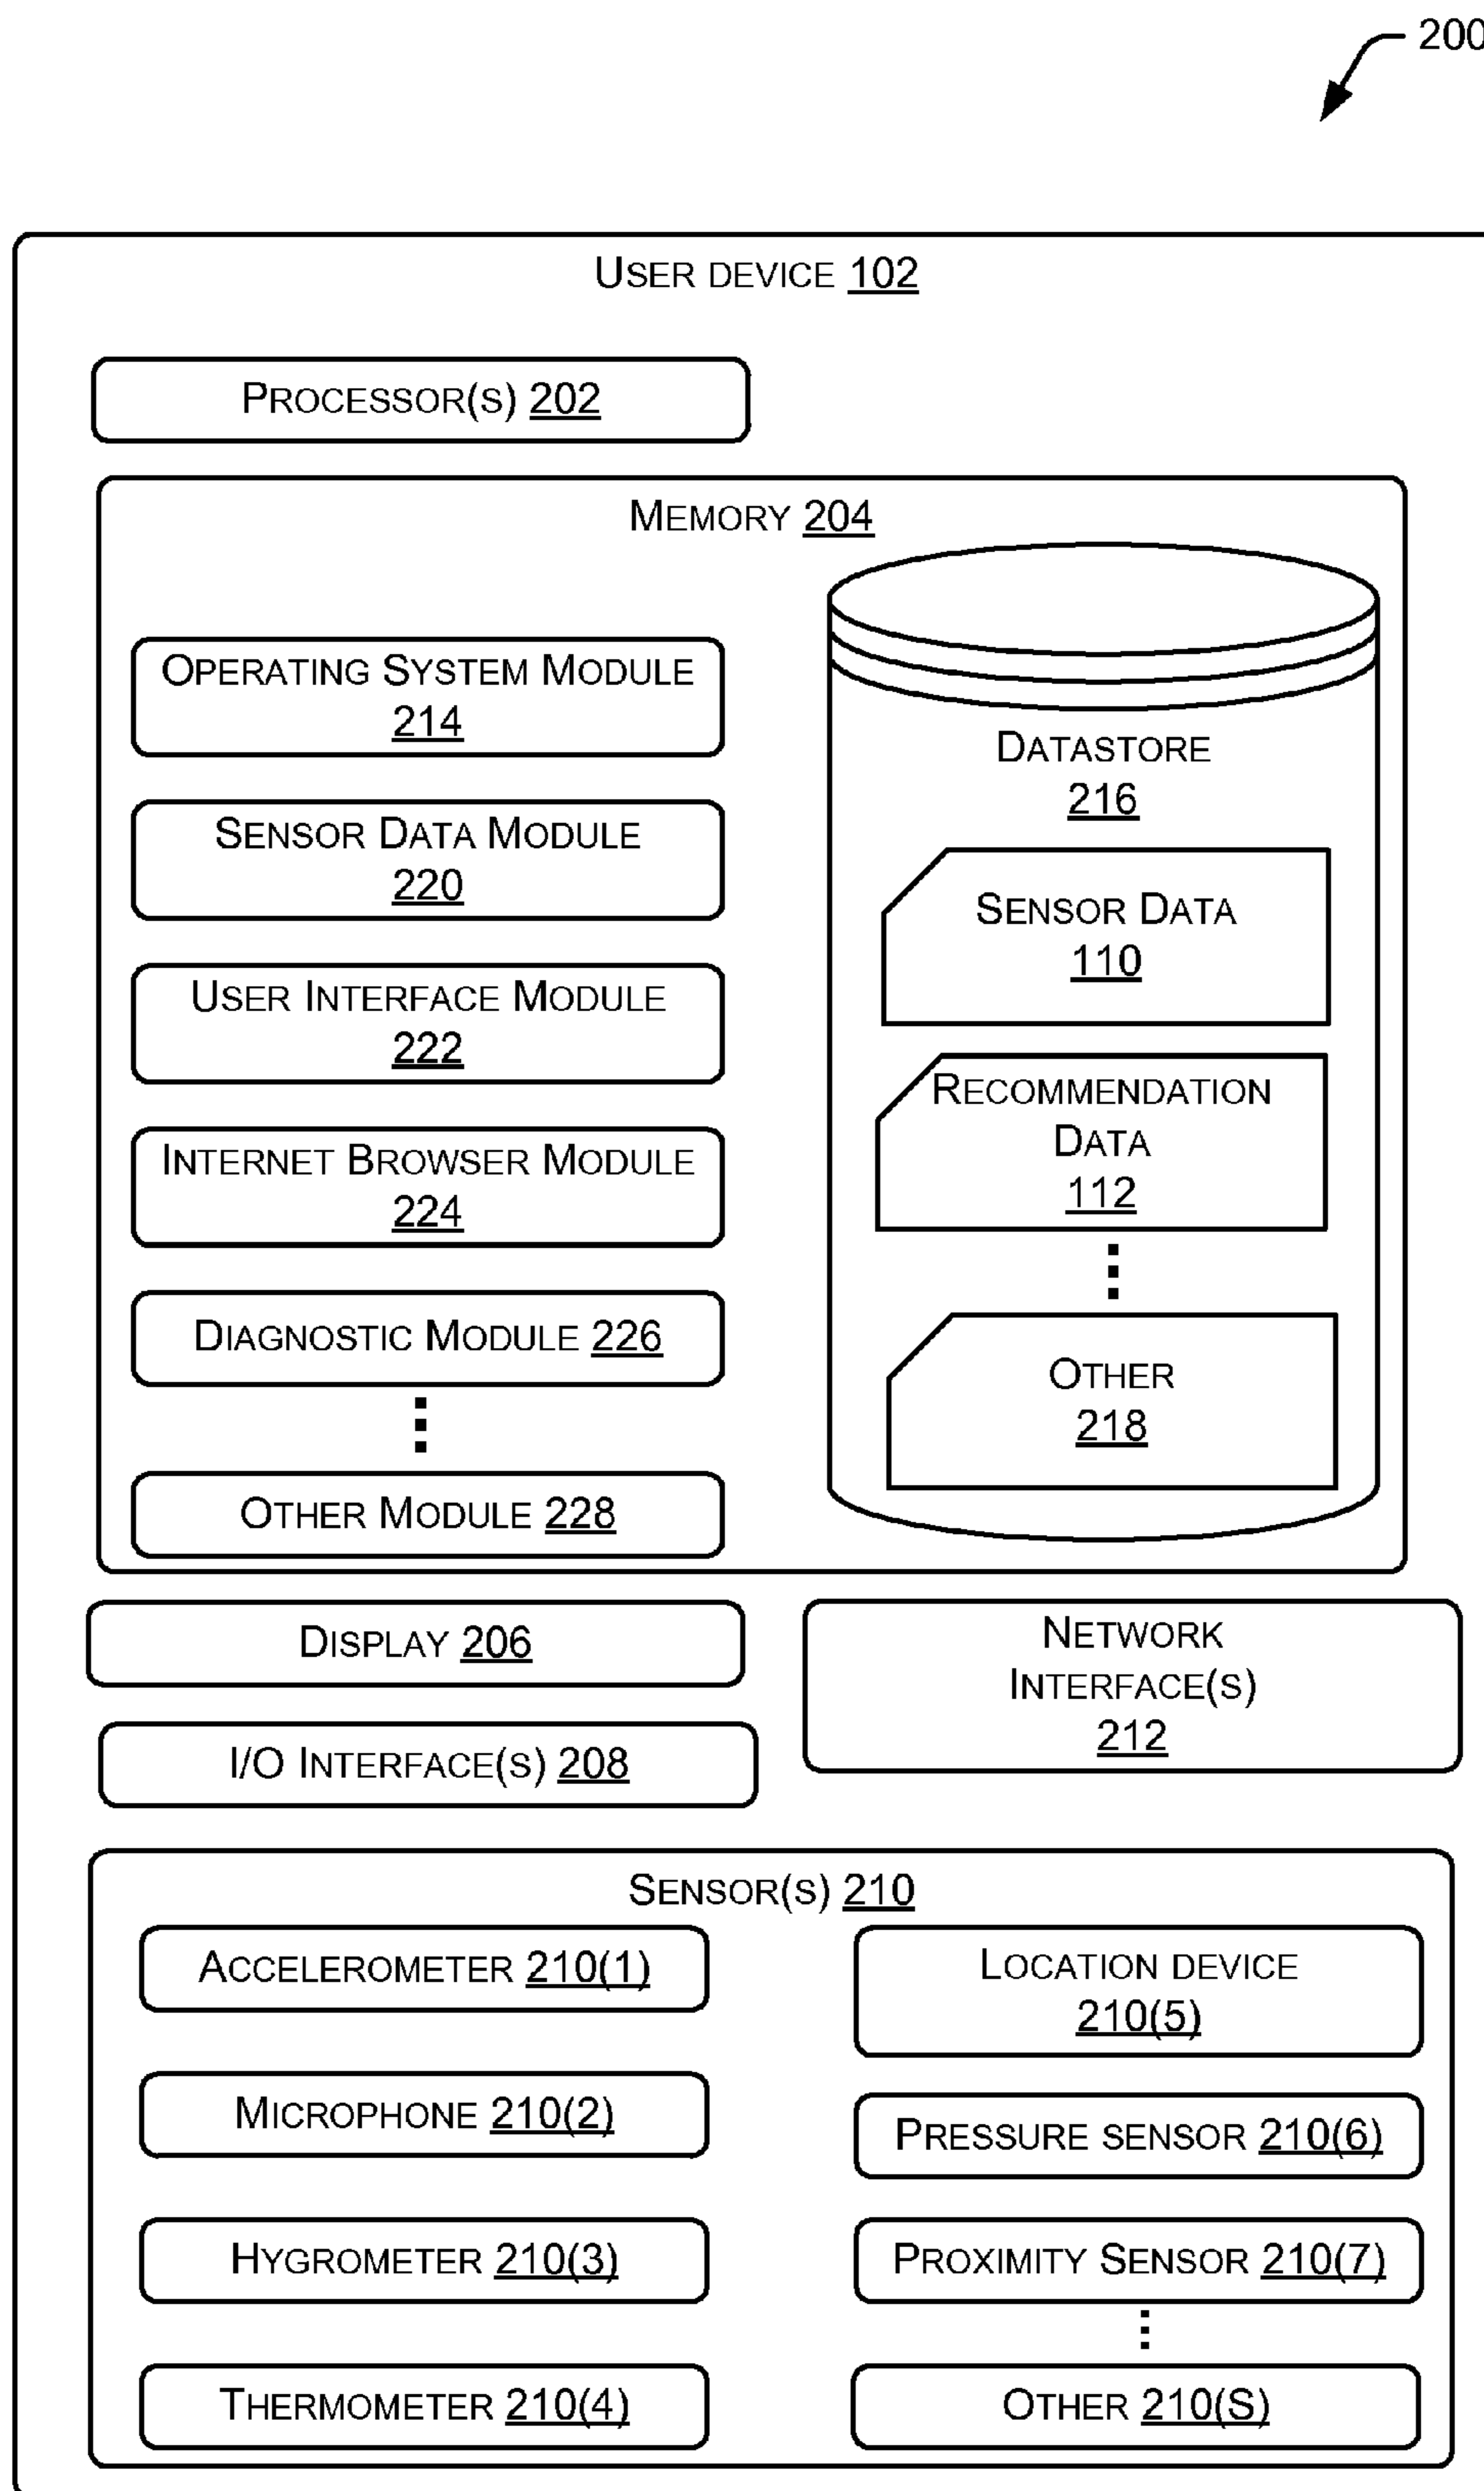 200
USER DEVICE 102
PROCESSOR(S) 202
MEMORY 204
OPERATING SYSTEM MODULE
214
SENSOR DATA MODULE
220
USER INTERFACE MODULE
222
INTERNET BROWSER MODULE
224
DIAGNOSTIC MODULE 226
OTHER MODULE 228
DATASTORE
216
SENSOR DATA
110
RECOMMENDATION
DATA
112
OTHER
218
DISPLAY 206
I/O INTERFACE(S) 208
NETWORK
INTERFACE(S)
212
SENSOR(S) 210
ACCELEROMETER 210(1)
MICROPHONE 210(2)
HYGROMETER 210(3)
THERMOMETER 210(4)
LOCATION DEVICE
210(5)
PRESSURE SENSOR 210(6)
PROXIMITY SENSOR 210(7)
OTHER 210(S)